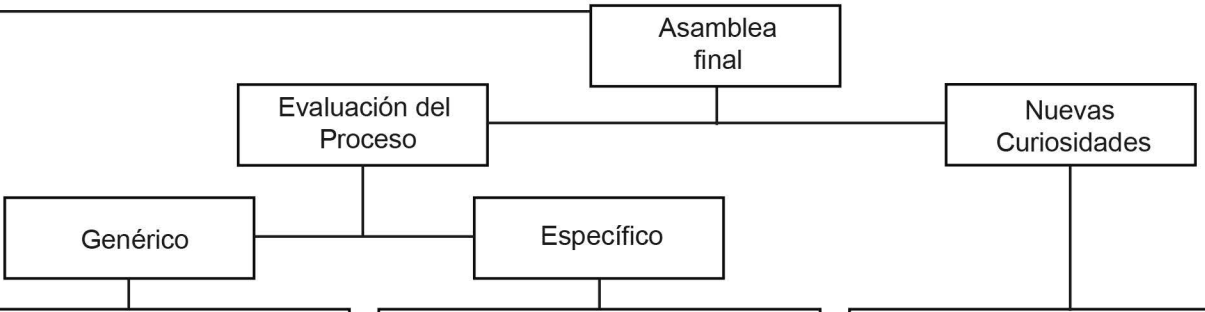 Asamblea
final
Evaluación del
Proceso
Nuevas
Curiosidades
Genérico
Específico